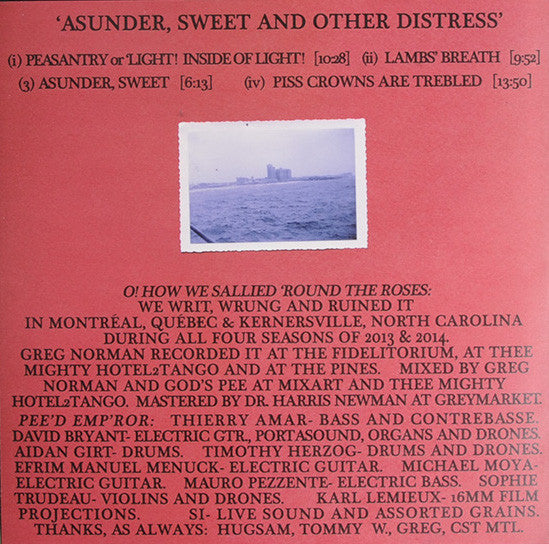 'ASUNDER, SWEET AND OTHER DISTRESS'
(i) PEASANTRY or 'LIGHT! INSIDE OF LIGHT! [10:28] (ii) LAMBS' BREATH [9:52]
(3) ASUNDER, SWEET [6:13] (iv) PISS CROWNS ARE TREBLED [13:50]
O! HOW WE SALLIED 'ROUND THE ROSES:
WE WRIT, WRUNG AND RUINED IT
IN MONTRÉAL, QUÉBEC & KERNERSVILLE, NORTH CAROLINA
DURING ALL FOUR SEASONS OF 2013 & 2014.
GREG NORMAN RECORDED IT AT THE FIDELITORIUM, AT THEE
MIGHTY HOTEL2TANGO AND AT THE PINES. MIXED BY GREG
NORMAN AND GOD'S PEE AT MIXART AND THEE MIGHTY
HOTEL2TANGO. MASTERED BY DR. HARRIS NEWMAN AT GREYMARKET.
PEE'D EMP'ROR: THIERRY AMAR- BASS AND CONTREBASSE.
DAVID BRYANT- ELECTRIC GTR., PORTASOUND, ORGANS AND DRONES.
AIDAN GIRT- DRUMS. TIMOTHY HERZOG- DRUMS AND DRONES.
EFRIM MANUEL MENUCK- ELECTRIC GUITAR. MICHAEL MOYA-
ELECTRIC GUITAR. MAURO PEZZENTE- ELECTRIC BASS. SOPHIE
TRUDEAU- VIOLINS AND DRONES. KARL LEMIEUX- 16MM FILM
PROJECTIONS. SI- LIVE SOUND AND ASSORTED GRAINS.
THANKS, AS ALWAYS: HUGSAM, TOMMY W., GREG, CST MTL.